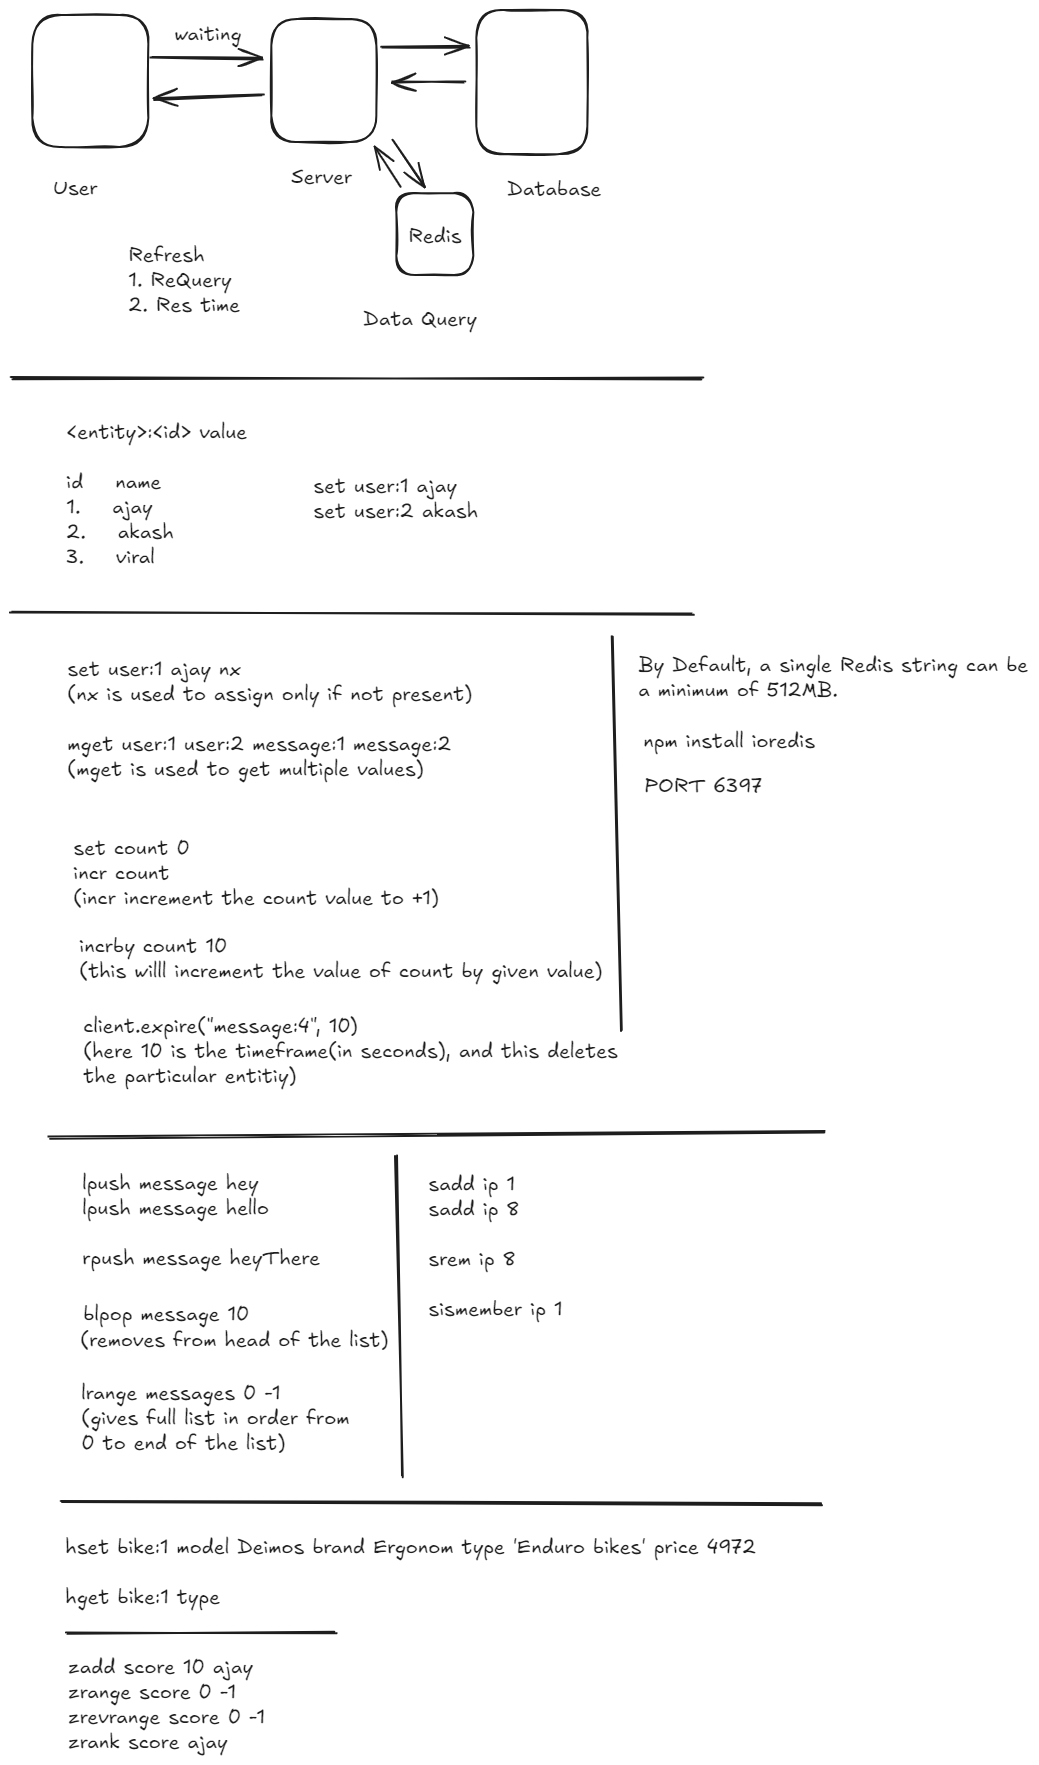 waiting
User
Server
Database
Redis
Refresh
1. ReQuery
2. Res time
Data Query
<entity>:<id> value
id name
1. ajay
2. akash
3. viral
set user:1 ajay
set user:2 akash
set user:1 ajay nx
(nx is used to assign only if not present)
mget user:1 user:2 message:1 message:2
(mget is used to get multiple values)
set count 0
incr count
(incr increment the count value to +1)
incrby count 10
(this willl increment the value of count by given value)
client.expire("message:4", 10)
(here 10 is the timeframe(in seconds), and this deletes
the particular entitiy)
By Default, a single Redis string can be
a minimum of 512MB.
npm install ioredis
PORT 6397
lpush message hey
lpush message hello
rpush message heyThere
blpop message 10
(removes from head of the list)
lrange messages 0 -1
(gives full list in order from
0 to end of the list)
sadd ip 1
sadd ip 8
srem ip 8
sismember ip 1
hset bike:1 model Deimos brand Ergonom type 'Enduro bikes' price 4972
hget bike:1 type
zadd score 10 ajay
zrange score 0 -1
zrevrange score 0 -1
zrank score ajay